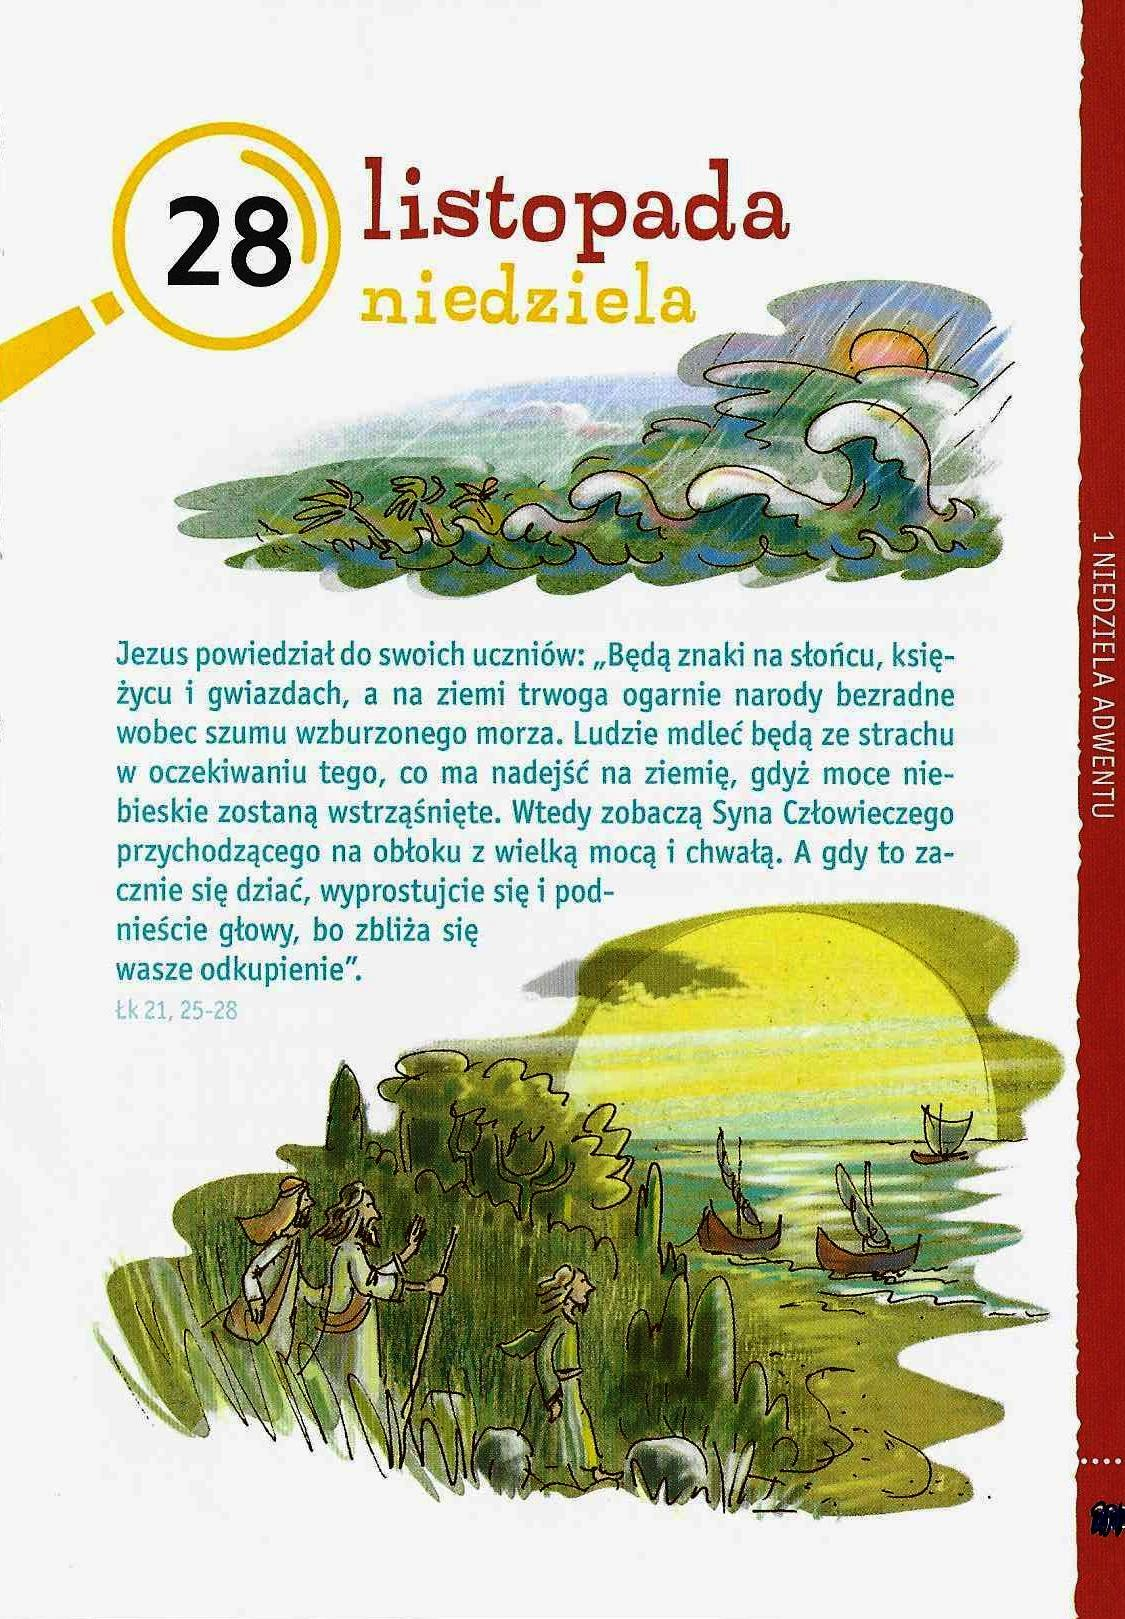 28
listopada
niedziela
Jezus powiedział do swoich uczniów: „Będą znaki na słońcu, księ-
życu i gwiazdach, a na ziemi trwoga ogarnie narody bezradne
wobec szumu wzburzonego morza. Ludzie mdleć będą ze strachu
w oczekiwaniu tego, co ma nadejść na ziemię, gdyż moce nie-
bieskie zostaną wstrząśnięte. Wtedy zobaczą Syna Człowieczego
przychodzącego na obłoku z wielką mocą i chwałą. A gdy to za-
cznie się dziać, wyprostujcie się i pod-
nieście głowy, bo zbliża się
wasze odkupienie”.
Łk 21, 25-28
1 NIEDZIELA ADWENTU